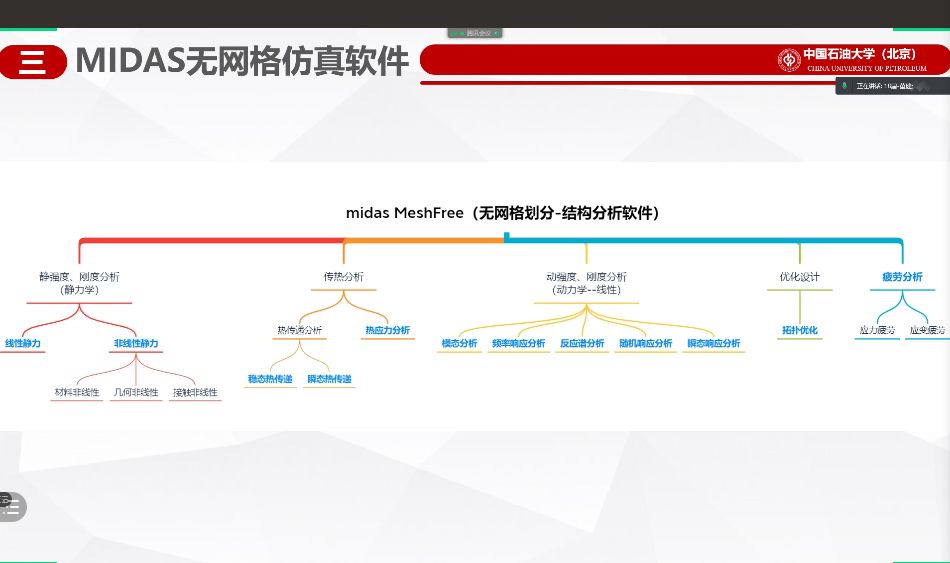 腾讯会议
三
MIDAS无网格仿真软件
中国石油大学（北京）
CHINA UNIVERSITY OF PETROLEUM
正在讲话:
midas MeshFree（无网格划分-结构分析软件）
静强度、刚度分析
（静力学）
传热分析
动强度、刚度分析
（动力学--线性）
优化设计
疲劳分析
线性静力
非线性静力
热传递分析
热应力分析
模态分析
频率响应分析
反应谱分析
随机响应分析
瞬态响应分析
拓扑优化
应力疲劳
应变疲劳
材料非线性
几何非线性
接触非线性
稳态热传递
瞬态热传递